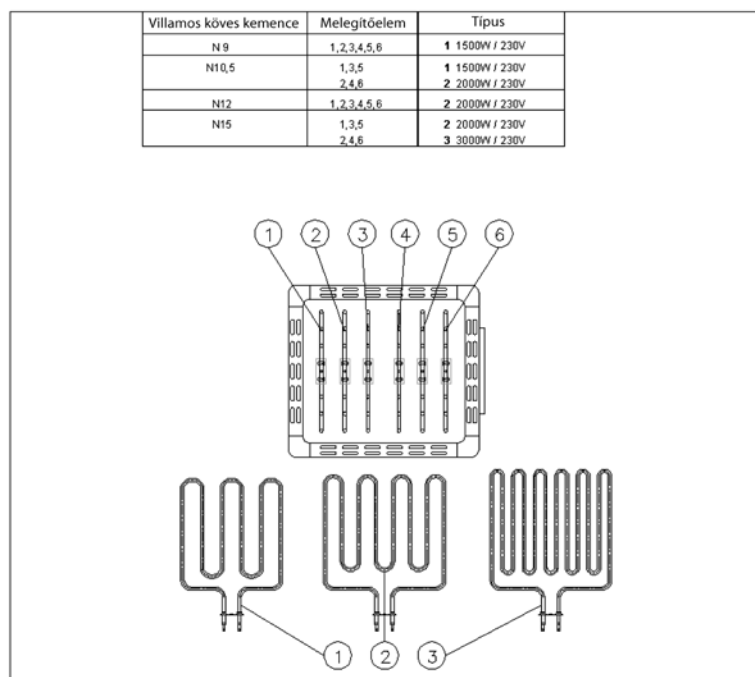 Villamos köves kemence Melegítőelem Típus
N 9 1,2,3,4,5,6 1 1500W / 230V
N10,5 1,3,5 1 1500W / 230V
2,4,6 2 2000W / 230V
N12 1,2,3,4,5,6 2 2000W / 230V
N15 1,3,5 2 2000W / 230V
2,4,6 3 3000W / 230V
1 2 3 4 5 6
1 2 3